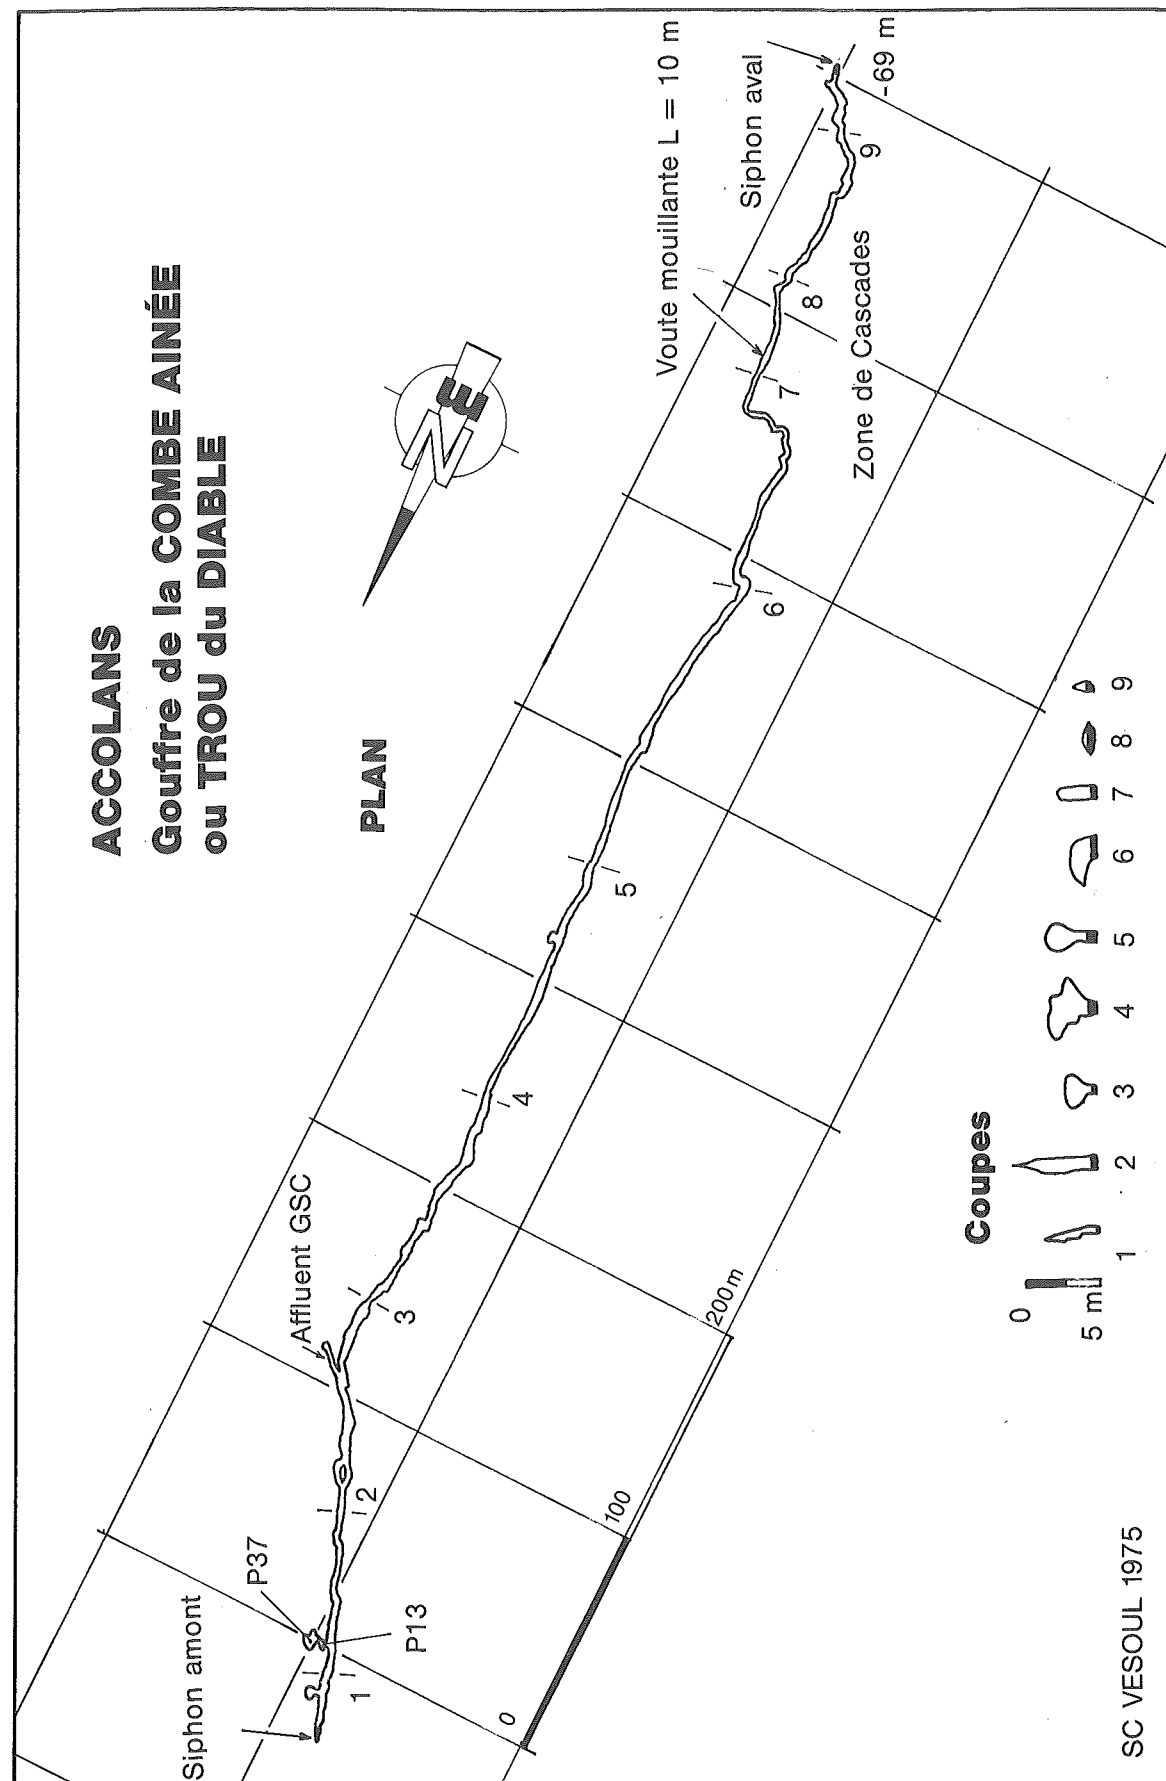 ACCOLANS
Gouffre de la COMBE AINÉE
ou TROU du DIABLE
PLAN
N
Siphon amont
P37
P13
1
2
Affluent GSC
3
4
5
6
7
Voute mouillante L = 10 m
8
Zone de Cascades
9
Siphon aval
-69 m
0
100
200 m
Coupes
0
5 m
1
2
3
4
5
6
7
8
9
SC VESOUL 1975